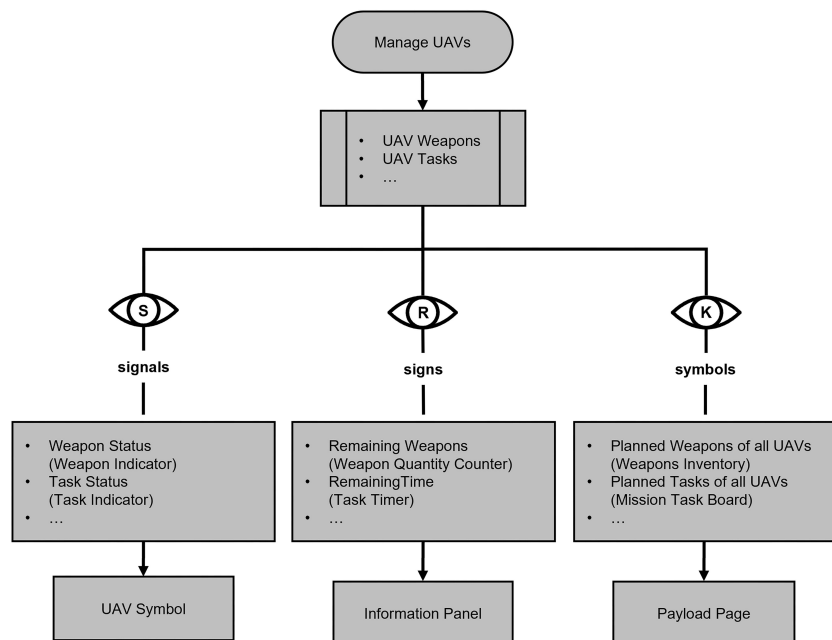 Manage UAVs
• UAV Weapons
• UAV Tasks
• …
S
R
K
signals
signs
symbols
• Weapon Status
(Weapon Indicator)
• Task Status
(Task Indicator)
• …
• Remaining Weapons
(Weapon Quantity Counter)
• RemainingTime
(Task Timer)
• …
• Planned Weapons of all UAVs
(Weapons Inventory)
• Planned Tasks of all UAVs
(Mission Task Board)
• …
UAV Symbol
Information Panel
Payload Page